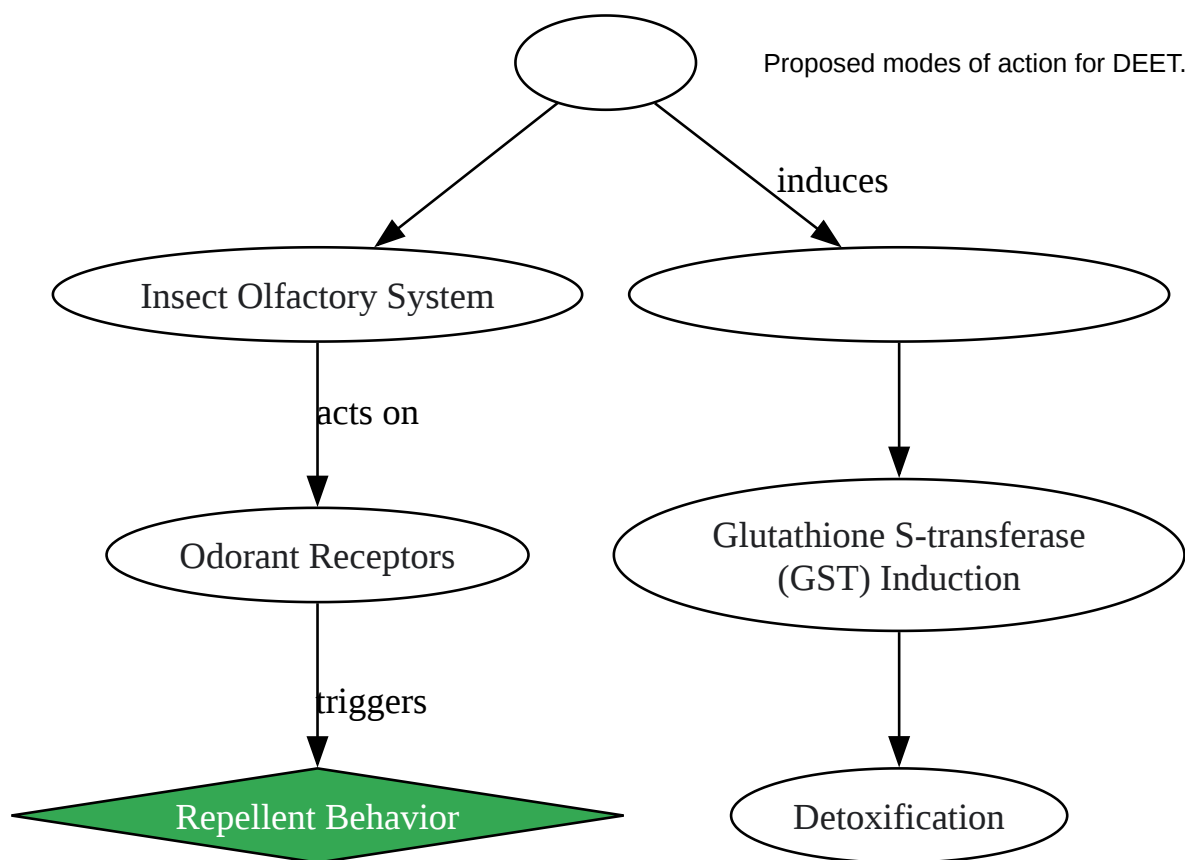 Proposed modes of action for DEET.
induces
Insect Olfactory System
acts on
Odorant Receptors
Glutathione S-transferase
(GST) Induction
triggers
Repellent Behavior
Detoxification